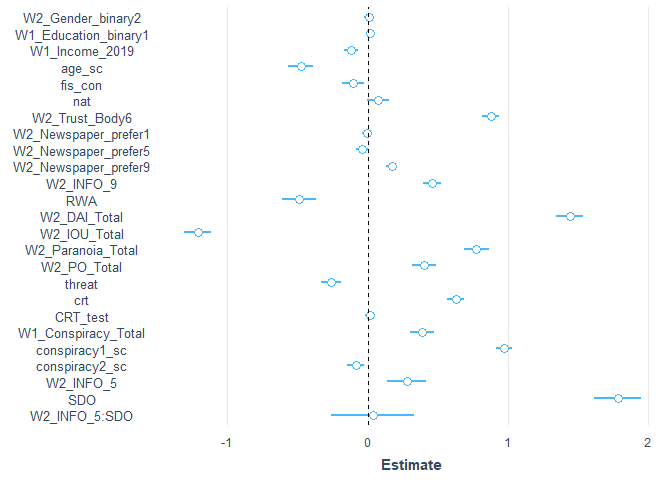 W2_Gender_binary2
W1_Education_binary1
W1_Income_2019
age_sc
fis_con
nat
W2_Trust_Body6
W2_Newspaper_prefer1
W2_Newspaper_prefer5
W2_Newspaper_prefer9
W2_INFO_9
RWA
W2_DAI_Total
W2_IOU_Total
W2_Paranoia_Total
W2_PO_Total
threat
crt
CRT_test
W1_Conspiracy_Total
conspiracy1_sc
conspiracy2_sc
W2_INFO_5
SDO
W2_INFO_5:SDO
-1 0 1 2
Estimate